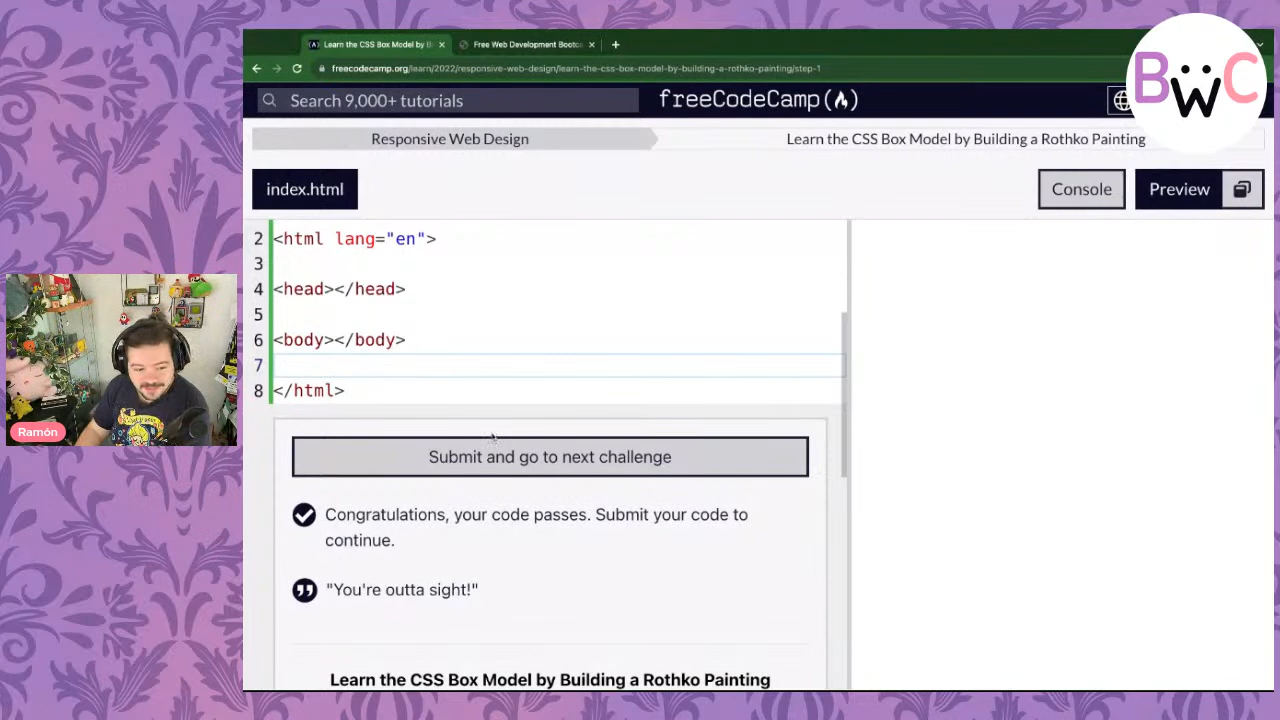 Learn the CSS Box Model by B
Free Web Development Bootc
freecodecamp.org/learn/2022/responsive-web-design/learn-the-css-box-model-by-building-a-rothko-painting/step-1
BWC
Search 9,000+ tutorials
freeCodeCamp
Responsive Web Design
Learn the CSS Box Model by Building a Rothko Painting
index.html
Console
Preview
2 <html lang="en">
3
4 <head></head>
5
6 <body></body>
7
8 </html>
Ramón
Submit and go to next challenge
Congratulations, your code passes. Submit your code to
continue.
"You're outta sight!"
Learn the CSS Box Model by Building a Rothko Painting